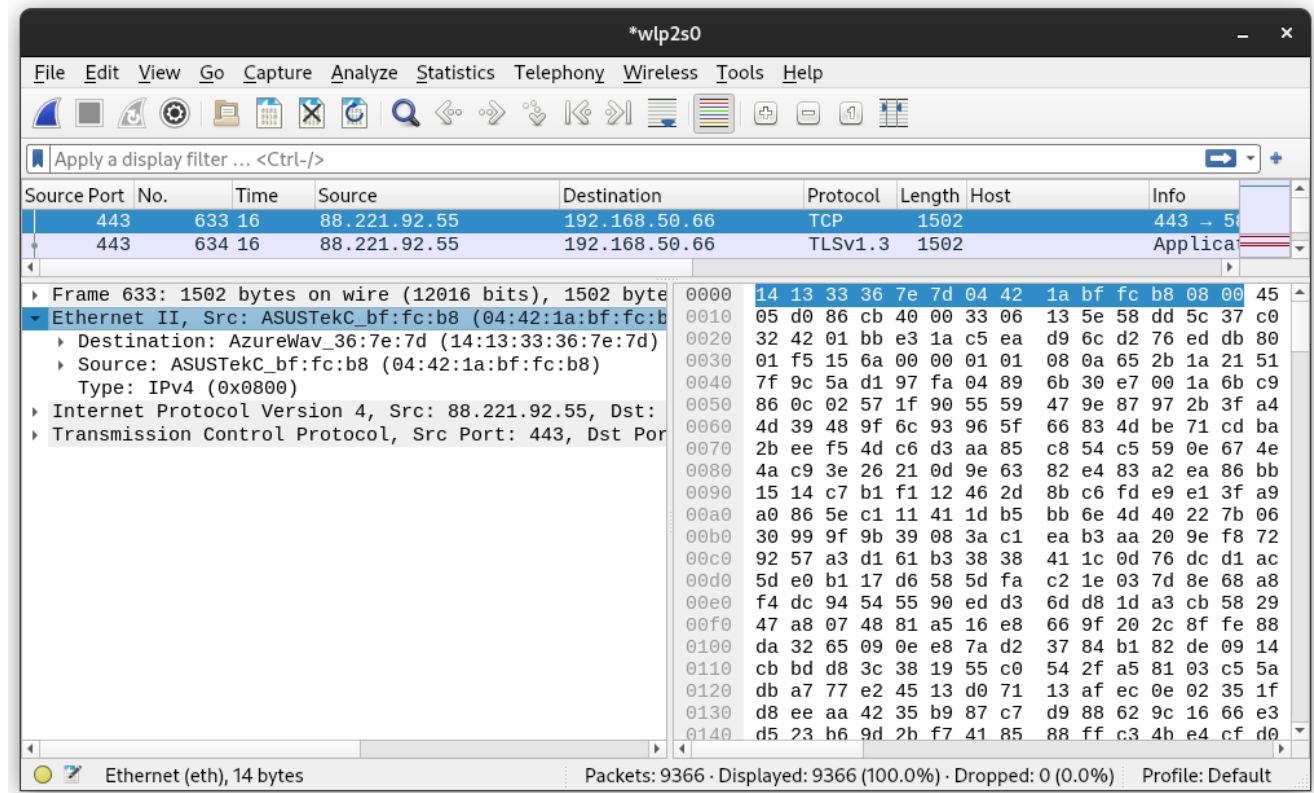 *wlp2s0
File Edit View Go Capture Analyze Statistics Telephony Wireless Tools Help
Apply a display filter … <Ctrl-/>
Source Port No. Time Source Destination Protocol Length Host Info
443 633 16 88.221.92.55 192.168.50.66 TCP 1502 443 → 58
443 634 16 88.221.92.55 192.168.50.66 TLSv1.3 1502 Applicat
Frame 633: 1502 bytes on wire (12016 bits), 1502 byte
Ethernet II, Src: ASUSTekC_bf:fc:b8 (04:42:1a:bf:fc:b
Destination: AzureWav_36:7e:7d (14:13:33:36:7e:7d)
Source: ASUSTekC_bf:fc:b8 (04:42:1a:bf:fc:b8)
Type: IPv4 (0x0800)
Internet Protocol Version 4, Src: 88.221.92.55, Dst:
Transmission Control Protocol, Src Port: 443, Dst Por
0000 14 13 33 36 7e 7d 04 42 1a bf fc b8 08 00 45
0010 05 d0 86 cb 40 00 33 06 13 5e 58 dd 5c 37 c0
0020 32 42 01 bb e3 1a c5 ea d9 6c d2 76 ed db 80
0030 01 f5 15 6a 00 00 01 01 08 0a 65 2b 1a 21 51
0040 7f 9c 5a d1 97 fa 04 89 6b 30 e7 00 1a 6b c9
0050 86 0c 02 57 1f 90 55 59 47 9e 87 97 2b 3f a4
0060 4d 39 48 9f 6c 93 96 5f 66 83 4d be 71 cd ba
0070 2b ee f5 4d c6 d3 aa 85 c8 54 c5 59 0e 67 4e
0080 4a c9 3e 26 21 0d 9e 63 82 e4 83 a2 ea 86 bb
0090 15 14 c7 b1 f1 12 46 2d 8b c6 fd e9 e1 3f a9
00a0 a0 86 5e c1 11 41 1d b5 bb 6e 4d 40 22 7b 06
00b0 30 99 9f 9b 39 08 3a c1 ea b3 aa 20 9e f8 72
00c0 92 57 a3 d1 61 b3 38 38 41 1c 0d 76 dc d1 ac
00d0 5d e0 b1 17 d6 58 5d fa c2 1e 03 7d 8e 68 a8
00e0 f4 dc 94 54 55 90 ed d3 6d d8 1d a3 cb 58 29
00f0 47 a8 07 48 81 a5 16 e8 66 9f 20 2c 8f fe 88
0100 da 32 65 09 0e e8 7a d2 37 84 b1 82 de 09 14
0110 cb bd d8 3c 38 19 55 c0 54 2f a5 81 03 c5 5a
0120 db a7 77 e2 45 13 d0 71 13 af ec 0e 02 35 1f
0130 d8 ee aa 42 35 b9 87 c7 d9 88 62 9c 16 66 e3
0140 d5 23 b6 9d 2b f7 41 85 88 ff c3 4b e4 cf d0
Ethernet (eth), 14 bytes Packets: 9366 · Displayed: 9366 (100.0%) · Dropped: 0 (0.0%) Profile: Default